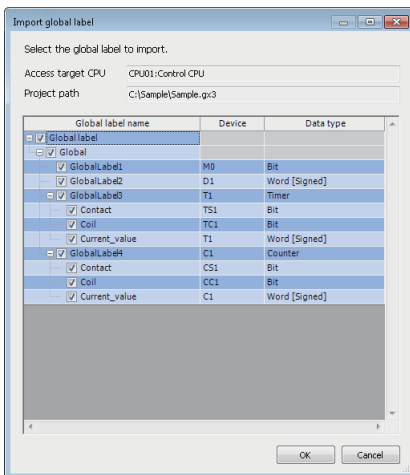 Import global label
Select the global label to import.
Access target CPU CPU01:Control CPU
Project path C:\Sample\Sample.gx3
Global label name Device Data type
Global label
Global
GlobalLabel1 M0 Bit
GlobalLabel2 D1 Word [Signed]
GlobalLabel3 T1 Timer
Contact TS1 Bit
Coil TC1 Bit
Current_value T1 Word [Signed]
GlobalLabel4 C1 Counter
Contact CS1 Bit
Coil CC1 Bit
Current_value C1 Word [Signed]
OK Cancel